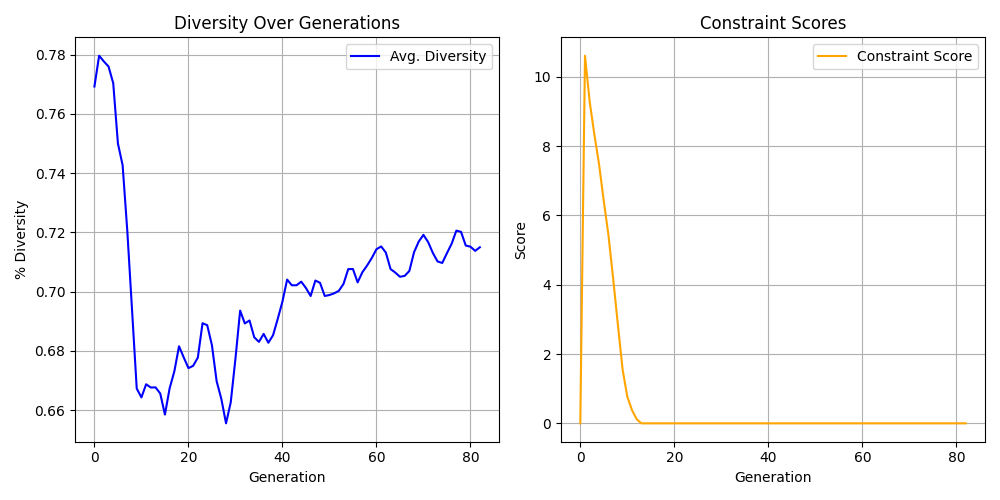 Diversity Over Generations
Avg. Diversity
0.78
0.76
0.74
0.72
0.70
0.68
0.66
% Diversity
0
20
40
60
80
Generation
Constraint Scores
Constraint Score
10
8
6
4
2
0
Score
0
20
40
60
80
Generation